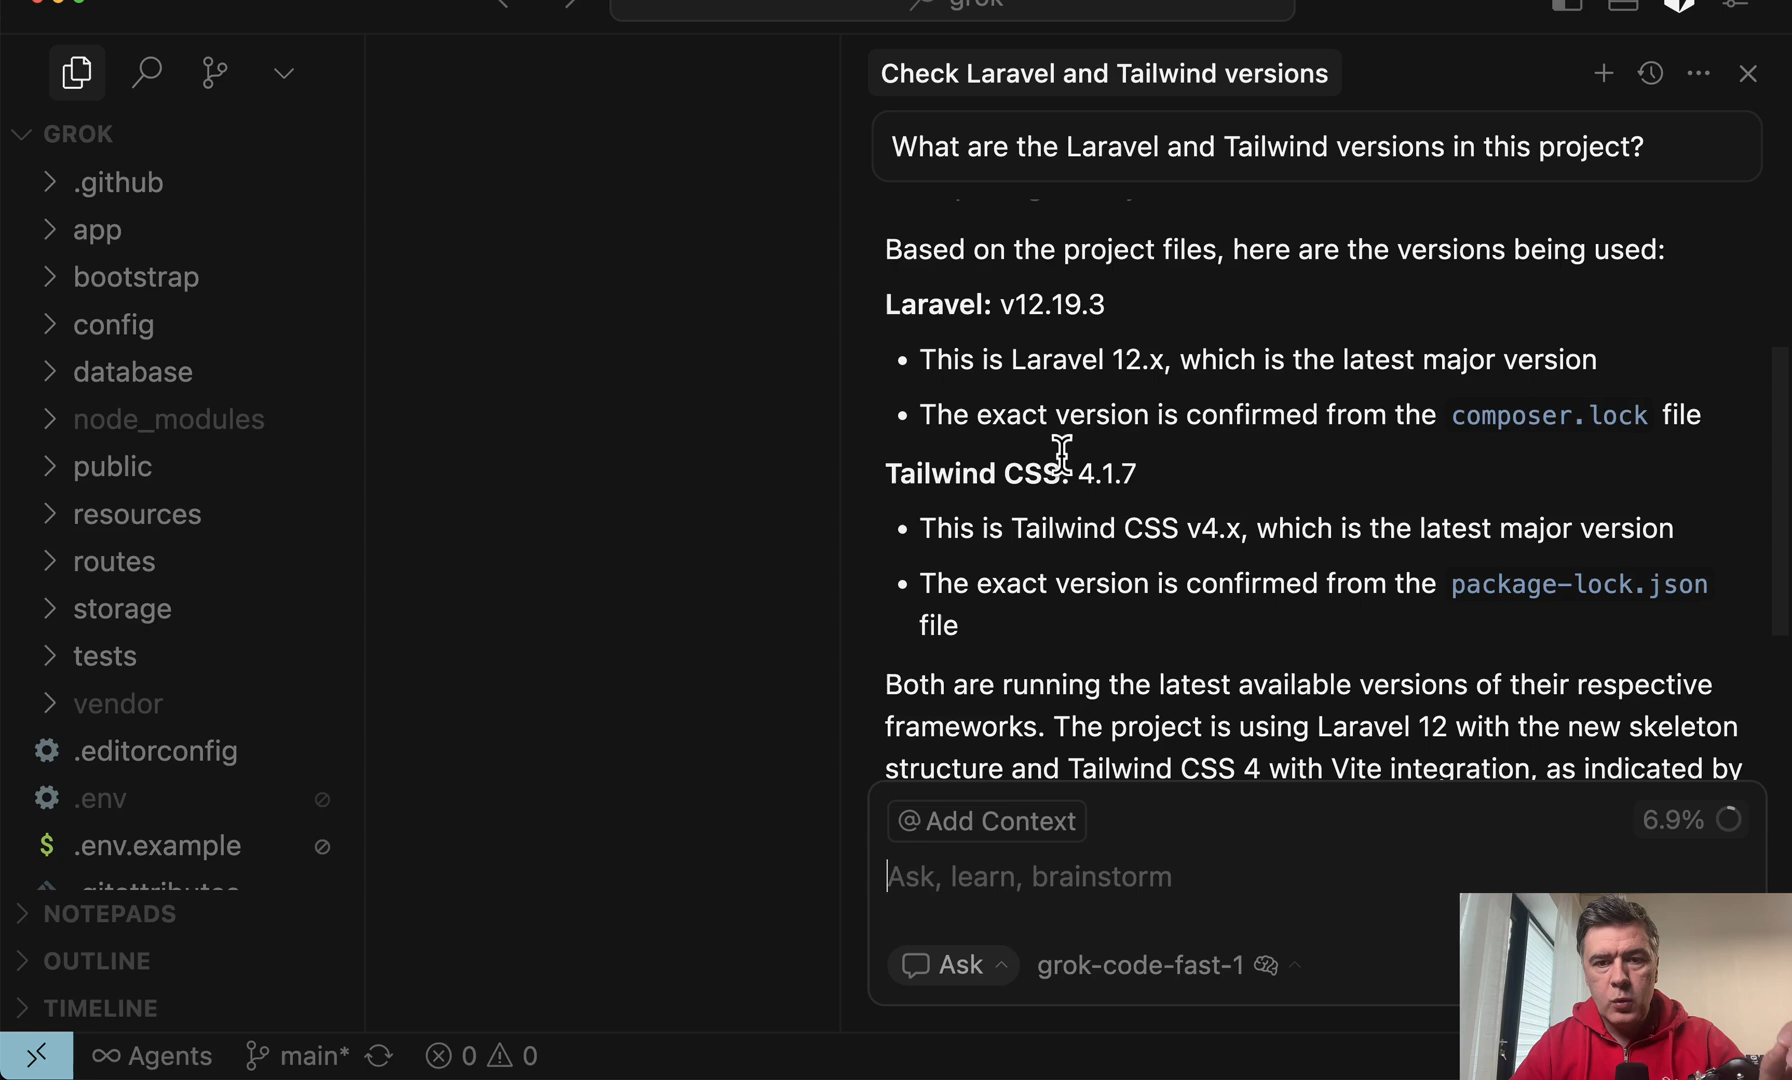 grok
GROK
.github
app
bootstrap
config
database
node_modules
public
resources
routes
storage
tests
vendor
.editorconfig
.env
.env.example
.gitattributes
NOTEPADS
OUTLINE
TIMELINE
Check Laravel and Tailwind versions
What are the Laravel and Tailwind versions in this project?
Based on the project files, here are the versions being used:
Laravel: v12.19.3
• This is Laravel 12.x, which is the latest major version
• The exact version is confirmed from the composer.lock file
Tailwind CSS: 4.1.7
• This is Tailwind CSS v4.x, which is the latest major version
• The exact version is confirmed from the package-lock.json
file
Both are running the latest available versions of their respective
frameworks. The project is using Laravel 12 with the new skeleton
structure and Tailwind CSS 4 with Vite integration, as indicated by
@ Add Context
6.9%
Ask, learn, brainstorm
Ask grok-code-fast-1
Agents main* 0 0